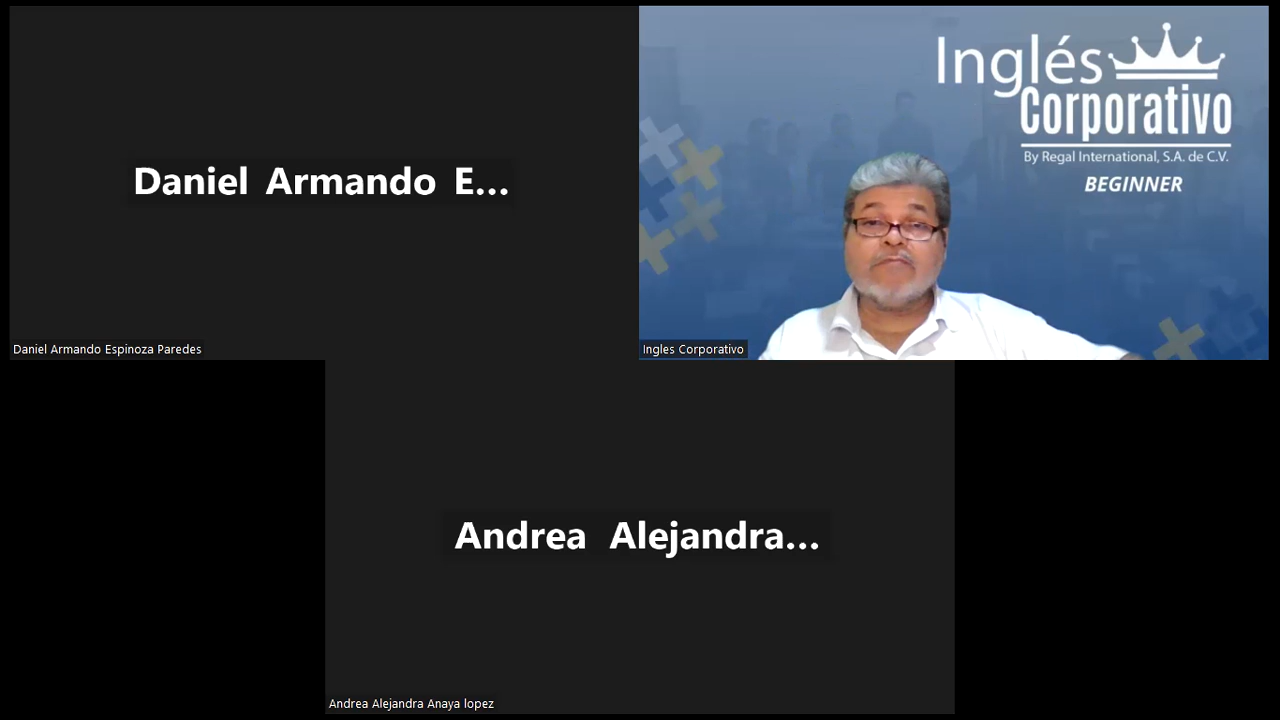 Daniel Armando E...
Daniel Armando Espinoza Paredes
Inglés
Corporativo
By Regal International, S.A. de C.V.
BEGINNER
Ingles Corporativo
Andrea Alejandra...
Andrea Alejandra Anaya lopez